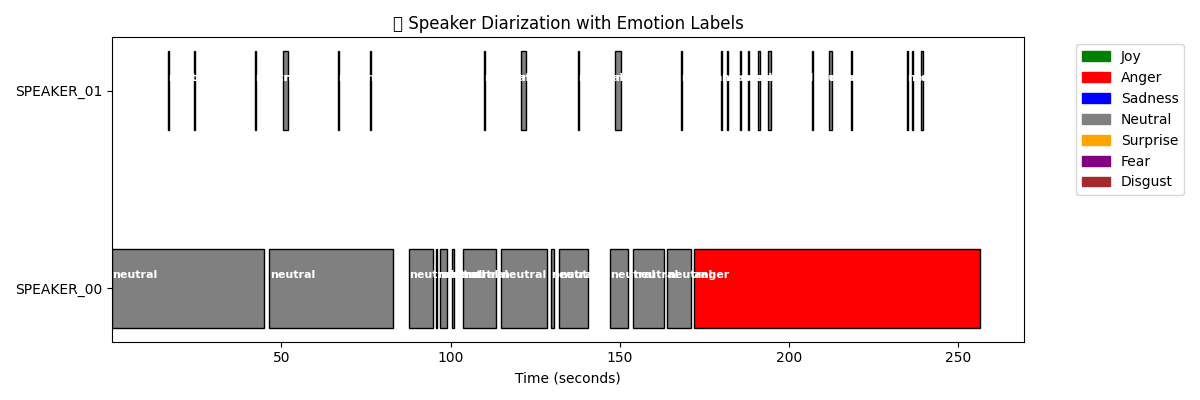 Speaker Diarization with Emotion Labels
SPEAKER_01
SPEAKER_00
neutral neutral neutral neutral neutral neutral neutral neutral anger
50 100 150 200 250
Time (seconds)
Joy
Anger
Sadness
Neutral
Surprise
Fear
Disgust